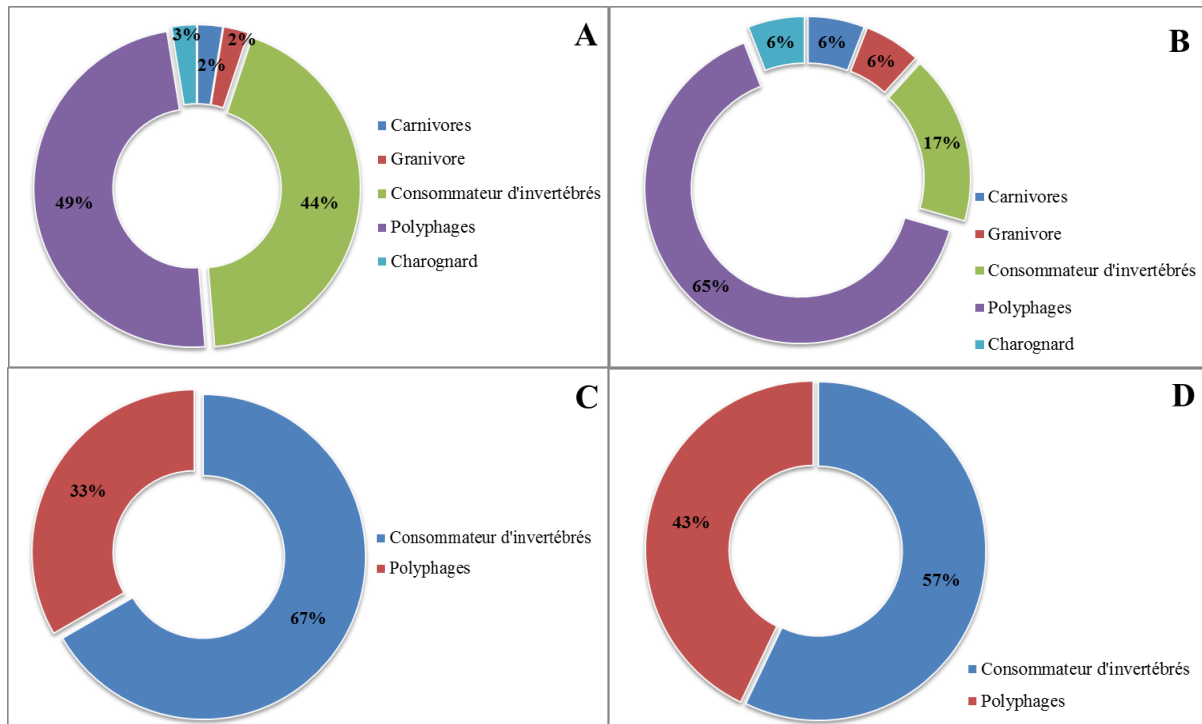 A
3%
2%
2%
49%
44%
Carnivores
Granivore
Consommateur d'invertébrés
Polyphages
Charognard
B
6%
6%
6%
17%
65%
Carnivores
Granivore
Consommateur d'invertébrés
Polyphages
Charognard
C
33%
67%
Consommateur d'invertébrés
Polyphages
D
43%
57%
Consommateur d'invertébrés
Polyphages